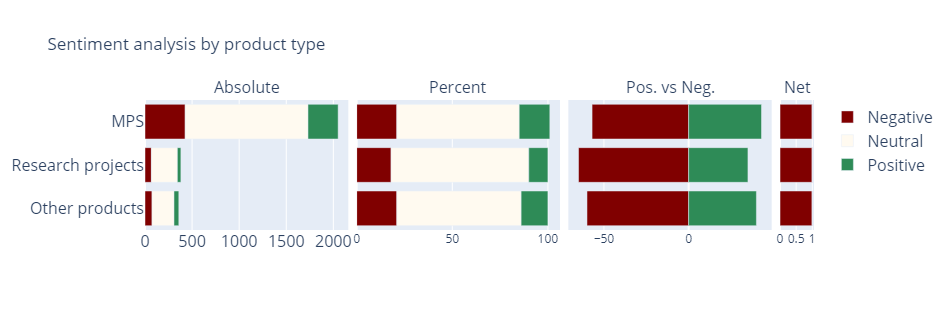 Sentiment analysis by product type
Absolute
Percent
Pos. vs Neg.
Net
Negative
Neutral
Positive
MPS
Research projects
Other products
0 500 1000 1500 2000
0 50 100
−50 0
0 0.5 1